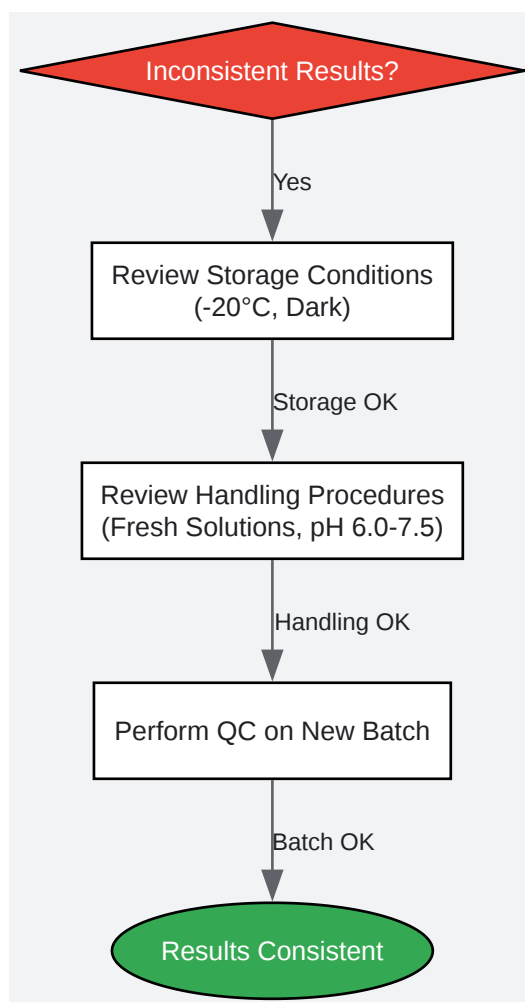 Inconsistent Results?
Yes
Review Storage Conditions
(-20°C, Dark)
Storage OK
Review Handling Procedures
(Fresh Solutions, pH 6.0-7.5)
Handling OK
Perform QC on New Batch
Batch OK
Results Consistent